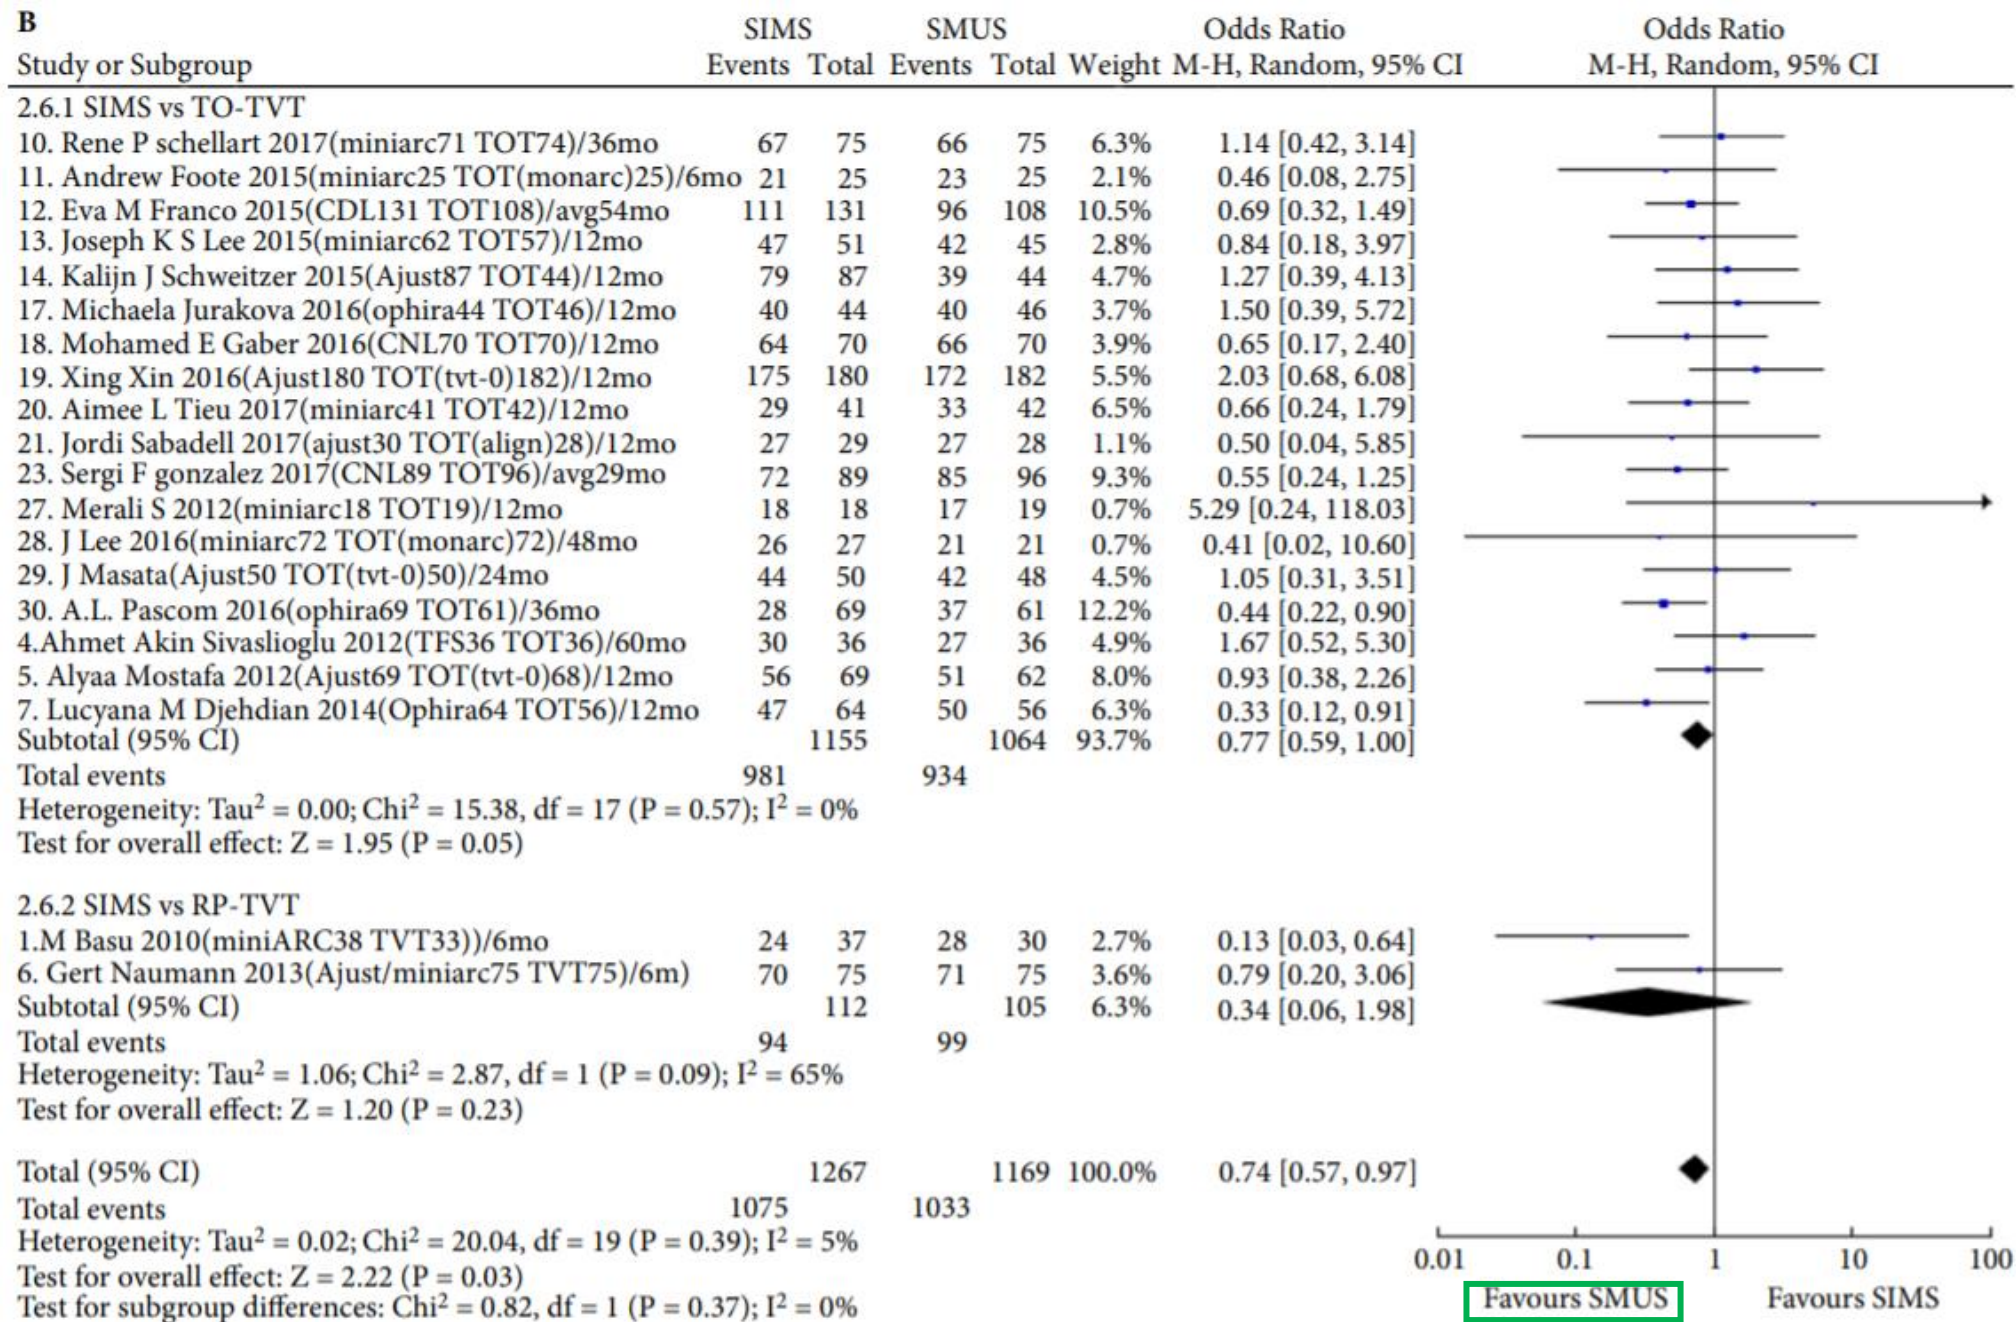 B
SIMS SMUS Odds Ratio Odds Ratio
Study or Subgroup Events Total Events Total Weight M-H, Random, 95% CI M-H, Random, 95% CI
2.6.1 SIMS vs TO-TVT
10. Rene P schellart 2017(miniarc71 TOT74)/36mo 67 75 66 75 6.3% 1.14 [0.42, 3.14]
11. Andrew Foote 2015(miniarc25 TOT(monarc)25)/6mo 21 25 23 25 2.1% 0.46 [0.08, 2.75]
12. Eva M Franco 2015(CDL131 TOT108)/avg54mo 111 131 96 108 10.5% 0.69 [0.32, 1.49]
13. Joseph K S Lee 2015(miniarc62 TOT57)/12mo 47 51 42 45 2.8% 0.84 [0.18, 3.97]
14. Kalijn J Schweitzer 2015(Ajust87 TOT44)/12mo 79 87 39 44 4.7% 1.27 [0.39, 4.13]
17. Michaela Jurakova 2016(ophira44 TOT46)/12mo 40 44 40 46 3.7% 1.50 [0.39, 5.72]
18. Mohamed E Gaber 2016(CNL70 TOT70)/12mo 64 70 66 70 3.9% 0.65 [0.17, 2.40]
19. Xing Xin 2016(Ajust180 TOT(tvt-0)182)/12mo 175 180 172 182 5.5% 2.03 [0.68, 6.08]
20. Aimee L Tieu 2017(miniarc41 TOT42)/12mo 29 41 33 42 6.5% 0.66 [0.24, 1.79]
21. Jordi Sabadell 2017(ajust30 TOT(align)28)/12mo 27 29 27 28 1.1% 0.50 [0.04, 5.85]
23. Sergi F gonzalez 2017(CNL89 TOT96)/avg29mo 72 89 85 96 9.3% 0.55 [0.24, 1.25]
27. Merali S 2012(miniarc18 TOT19)/12mo 18 18 17 19 0.7% 5.29 [0.24, 118.03]
28. J Lee 2016(miniarc72 TOT(monarc)72)/48mo 26 27 21 21 0.7% 0.41 [0.02, 10.60]
29. J Masata(Ajust50 TOT(tvt-0)50)/24mo 44 50 42 48 4.5% 1.05 [0.31, 3.51]
30. A.L. Pascom 2016(ophira69 TOT61)/36mo 28 69 37 61 12.2% 0.44 [0.22, 0.90]
4.Ahmet Akin Sivaslioglu 2012(TFS36 TOT36)/60mo 30 36 27 36 4.9% 1.67 [0.52, 5.30]
5. Alyaa Mostafa 2012(Ajust69 TOT(tvt-0)68)/12mo 56 69 51 62 8.0% 0.93 [0.38, 2.26]
7. Lucyana M Djehdian 2014(Ophira64 TOT56)/12mo 47 64 50 56 6.3% 0.33 [0.12, 0.91]
Subtotal (95% CI) 1155 1064 93.7% 0.77 [0.59, 1.00]
Total events 981 934
Heterogeneity: Tau² = 0.00; Chi² = 15.38, df = 17 (P = 0.57); I² = 0%
Test for overall effect: Z = 1.95 (P = 0.05)
2.6.2 SIMS vs RP-TVT
1.M Basu 2010(miniARC38 TVT33))/6mo 24 37 28 30 2.7% 0.13 [0.03, 0.64]
6. Gert Naumann 2013(Ajust/miniarc75 TVT75)/6m) 70 75 71 75 3.6% 0.79 [0.20, 3.06]
Subtotal (95% CI) 112 105 6.3% 0.34 [0.06, 1.98]
Total events 94 99
Heterogeneity: Tau² = 1.06; Chi² = 2.87, df = 1 (P = 0.09); I² = 65%
Test for overall effect: Z = 1.20 (P = 0.23)
Total (95% CI) 1267 1169 100.0% 0.74 [0.57, 0.97]
Total events 1075 1033
Heterogeneity: Tau² = 0.02; Chi² = 20.04, df = 19 (P = 0.39); I² = 5%
Test for overall effect: Z = 2.22 (P = 0.03)
Test for subgroup differences: Chi² = 0.82, df = 1 (P = 0.37); I² = 0%
0.01 0.1 1 10 100
Favours SMUS Favours SIMS